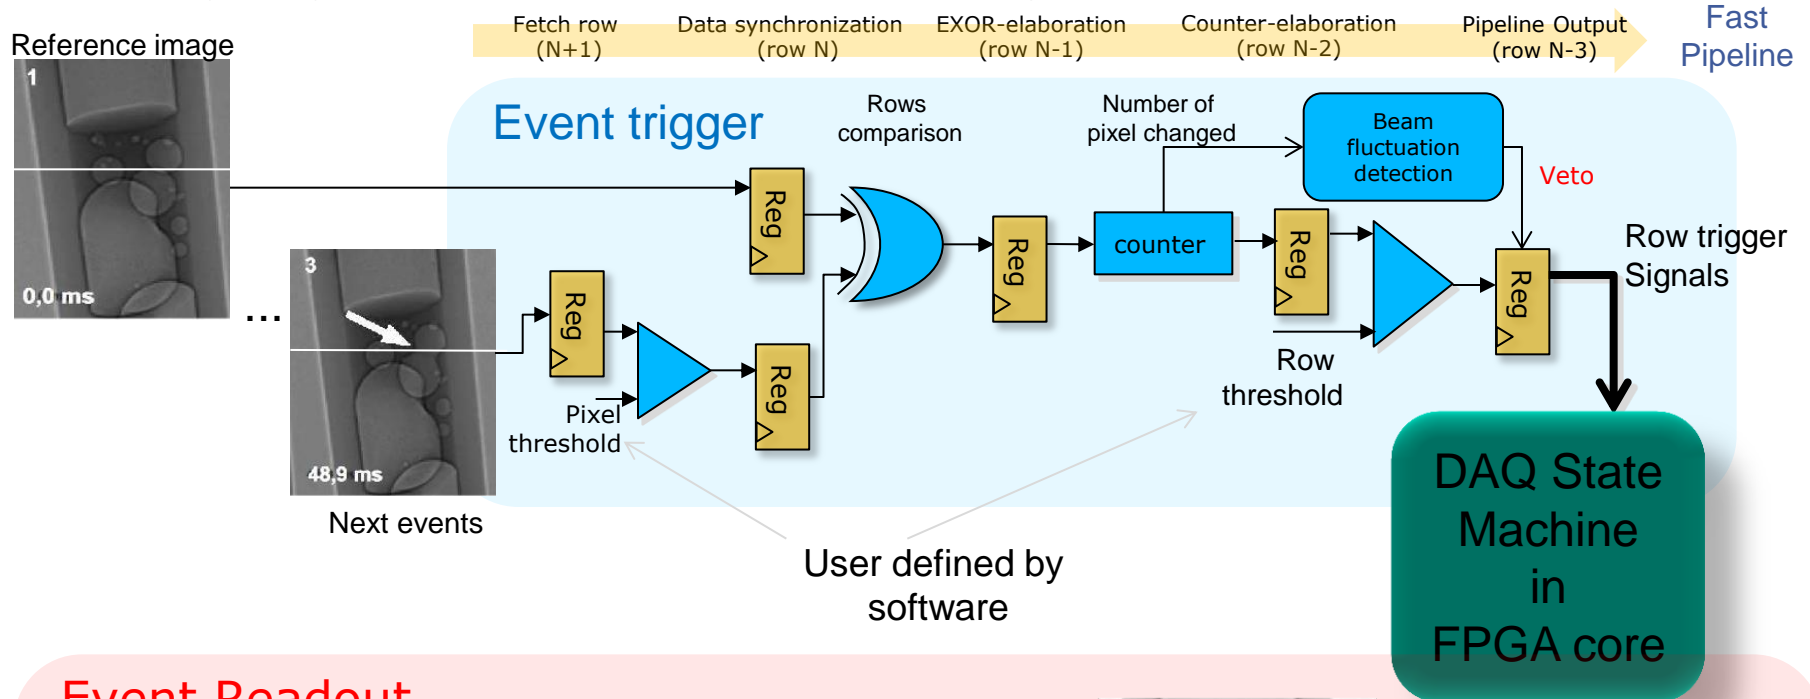 Fetch row
(N+1)
Data synchronization
(row N)
EXOR-elaboration
(row N-1)
Counter-elaboration
(row N-2)
Pipeline Output
(row N-3)
Fast
Pipeline
Reference image
1
0,0 ms
...
3
48,9 ms
Next events
Event trigger
Rows
comparison
Number of
pixel changed
Beam
fluctuation
detection
Veto
Reg
Reg
Reg
Reg
counter
Reg
Reg
Row trigger
Signals
Pixel
threshold
Row
threshold
User defined by
software
DAQ State
Machine
in
FPGA core
Event Readout